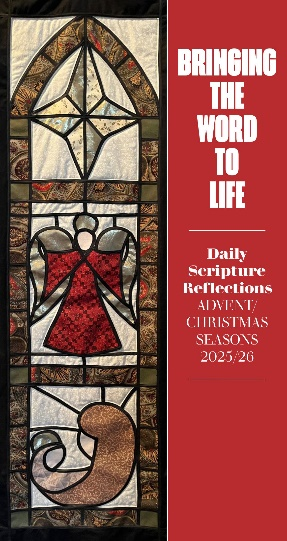 BRINGING
THE
WORD
TO
LIFE
Daily
Scripture
Reflections
ADVENT/
CHRISTMAS
SEASONS
2025/26